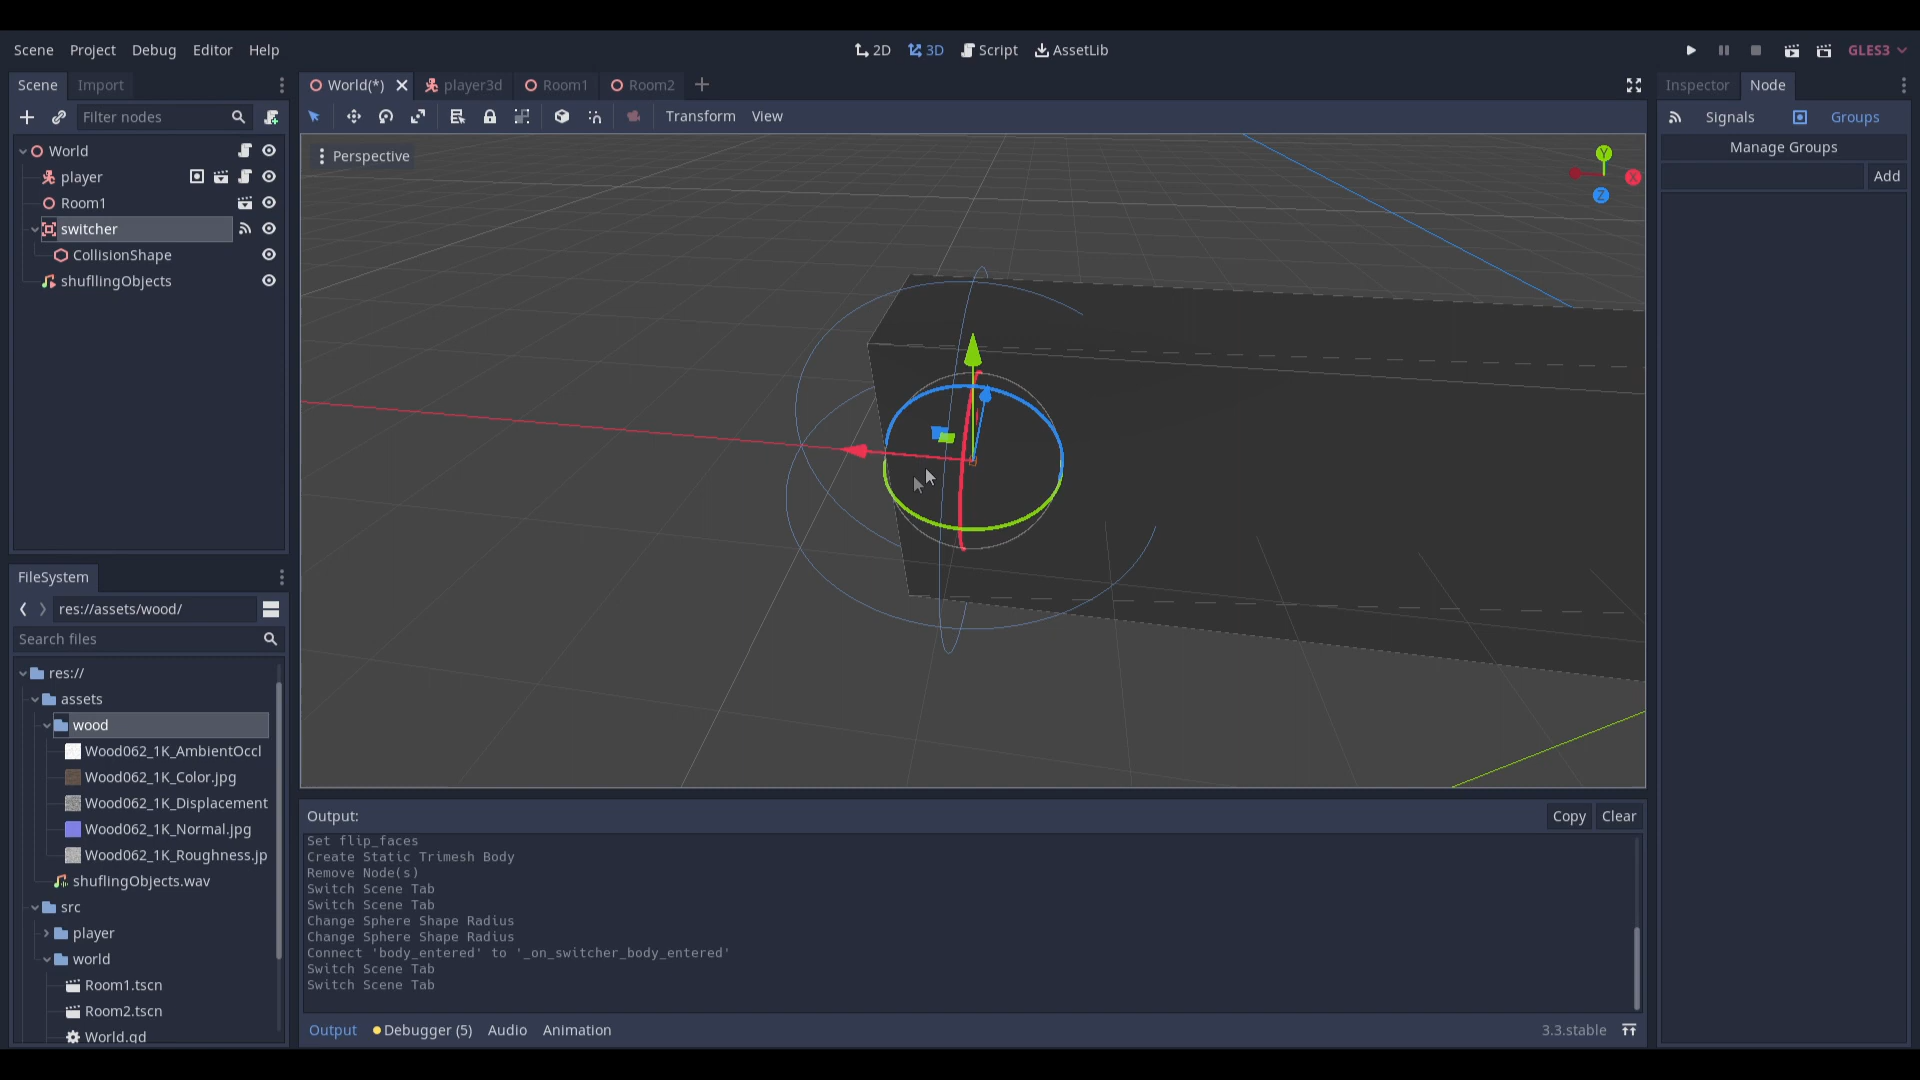 Scene Project Debug Editor Help
2D 3D Script AssetLib
GLES3
Scene Import
World(*) player3d Room1 Room2
Inspector Node
Filter nodes
Transform View
Signals Groups
Manage Groups
Add
World
player
Room1
switcher
CollisionShape
shufllingObjects
Perspective
Y
X
Z
FileSystem
res://assets/wood/
Search files
res://
assets
wood
Wood062_1K_AmbientOccl
Wood062_1K_Color.jpg
Wood062_1K_Displacement
Wood062_1K_Normal.jpg
Wood062_1K_Roughness.jp
shuflingObjects.wav
src
player
world
Room1.tscn
Room2.tscn
World.gd
Output:
Copy Clear
Set flip_faces
Create Static Trimesh Body
Remove Node(s)
Switch Scene Tab
Switch Scene Tab
Change Sphere Shape Radius
Change Sphere Shape Radius
Connect 'body_entered' to '_on_switcher_body_entered'
Switch Scene Tab
Switch Scene Tab
Output Debugger (5) Audio Animation
3.3.stable